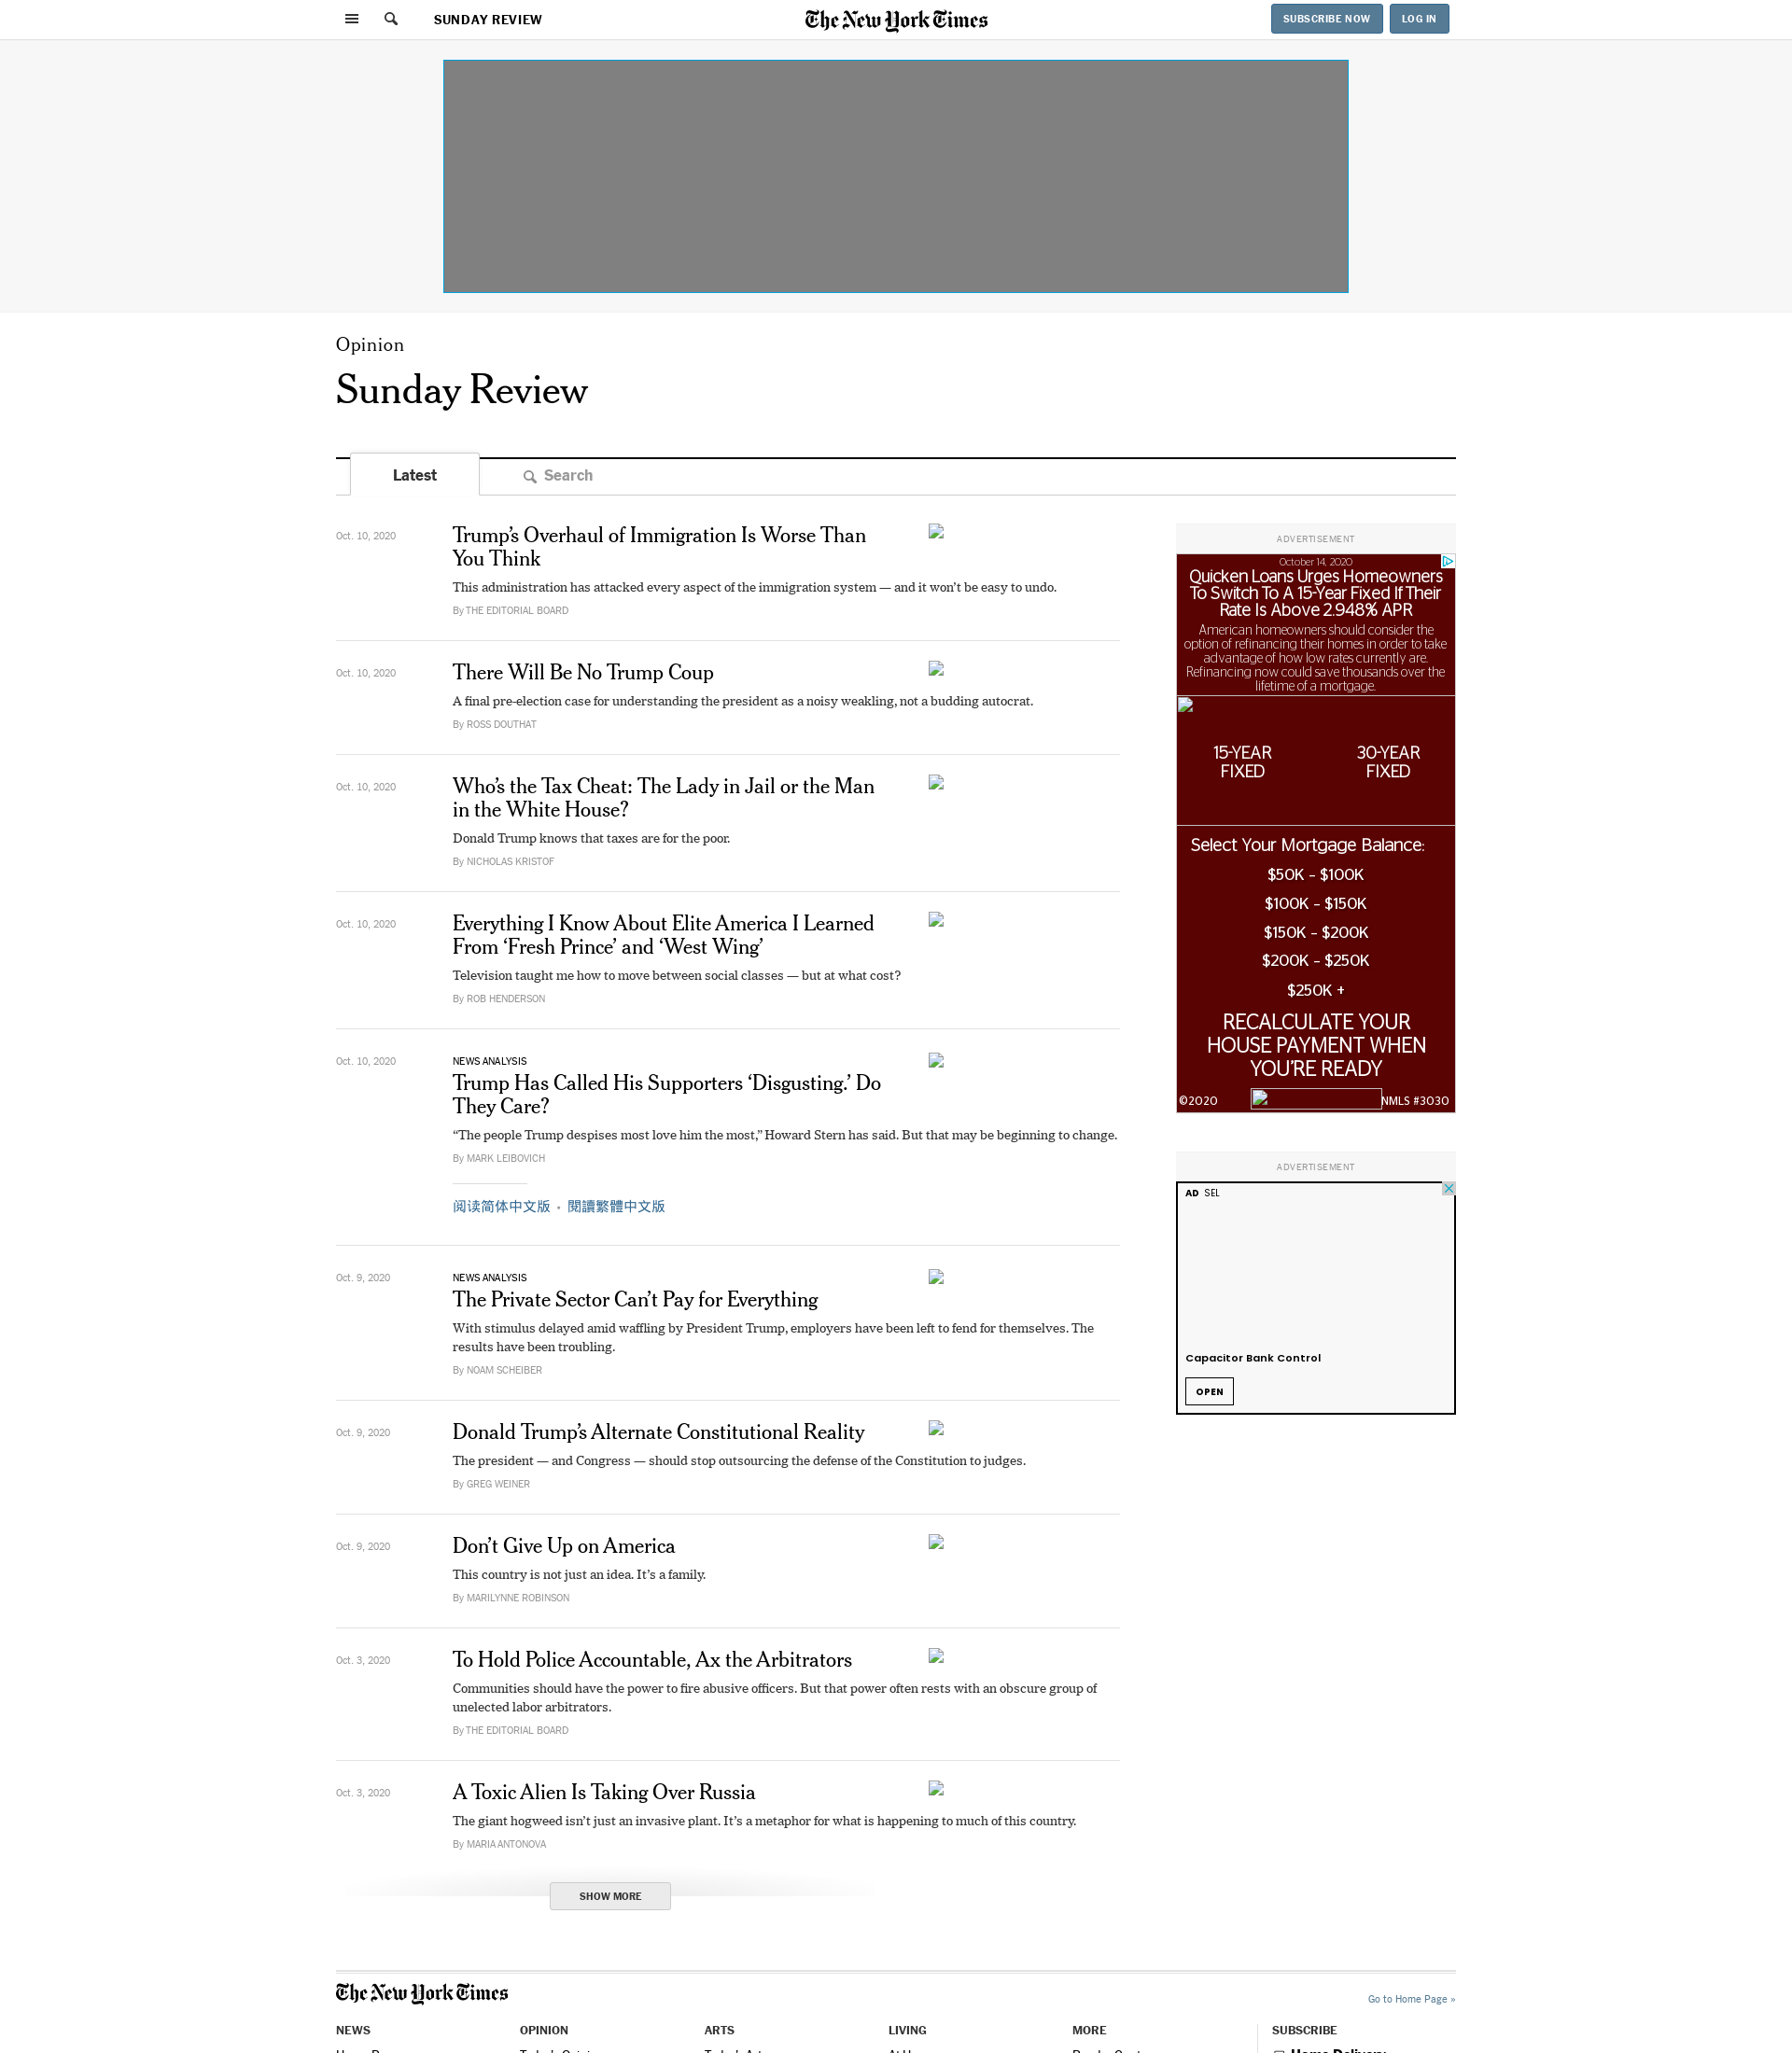 SUNDAY REVIEW
The New York Times
SUBSCRIBE NOW
LOG IN
Opinion
Sunday Review
Latest
Search
Oct. 10, 2020
Trump’s Overhaul of Immigration Is Worse Than
You Think
This administration has attacked every aspect of the immigration system — and it won’t be easy to undo.
By THE EDITORIAL BOARD
Oct. 10, 2020
There Will Be No Trump Coup
A final pre-election case for understanding the president as a noisy weakling, not a budding autocrat.
By ROSS DOUTHAT
Oct. 10, 2020
Who’s the Tax Cheat: The Lady in Jail or the Man
in the White House?
Donald Trump knows that taxes are for the poor.
By NICHOLAS KRISTOF
Oct. 10, 2020
Everything I Know About Elite America I Learned
From ‘Fresh Prince’ and ‘West Wing’
Television taught me how to move between social classes — but at what cost?
By ROB HENDERSON
Oct. 10, 2020
NEWS ANALYSIS
Trump Has Called His Supporters ‘Disgusting.’ Do
They Care?
“The people Trump despises most love him the most,” Howard Stern has said. But that may be beginning to change.
By MARK LEIBOVICH
阅读简体中文版 • 閱讀繁體中文版
Oct. 9, 2020
NEWS ANALYSIS
The Private Sector Can’t Pay for Everything
With stimulus delayed amid waffling by President Trump, employers have been left to fend for themselves. The
results have been troubling.
By NOAM SCHEIBER
Oct. 9, 2020
Donald Trump’s Alternate Constitutional Reality
The president — and Congress — should stop outsourcing the defense of the Constitution to judges.
By GREG WEINER
Oct. 9, 2020
Don’t Give Up on America
This country is not just an idea. It’s a family.
By MARILYNNE ROBINSON
Oct. 3, 2020
To Hold Police Accountable, Ax the Arbitrators
Communities should have the power to fire abusive officers. But that power often rests with an obscure group of
unelected labor arbitrators.
By THE EDITORIAL BOARD
Oct. 3, 2020
A Toxic Alien Is Taking Over Russia
The giant hogweed isn’t just an invasive plant. It’s a metaphor for what is happening to much of this country.
By MARIA ANTONOVA
SHOW MORE
ADVERTISEMENT
October 14, 2020
Quicken Loans Urges Homeowners
To Switch To A 15-Year Fixed If Their
Rate Is Above 2.948% APR
American homeowners should consider the
option of refinancing their homes in order to take
advantage of how low rates currently are.
Refinancing now could save thousands over the
lifetime of a mortgage.
15-YEAR
FIXED
30-YEAR
FIXED
Select Your Mortgage Balance:
$50K - $100K
$100K - $150K
$150K - $200K
$200K - $250K
$250K +
RECALCULATE YOUR
HOUSE PAYMENT WHEN
YOU'RE READY
©2020
NMLS #3030
ADVERTISEMENT
AD SEL
Capacitor Bank Control
OPEN
The New York Times
Go to Home Page »
NEWS
OPINION
ARTS
LIVING
MORE
SUBSCRIBE